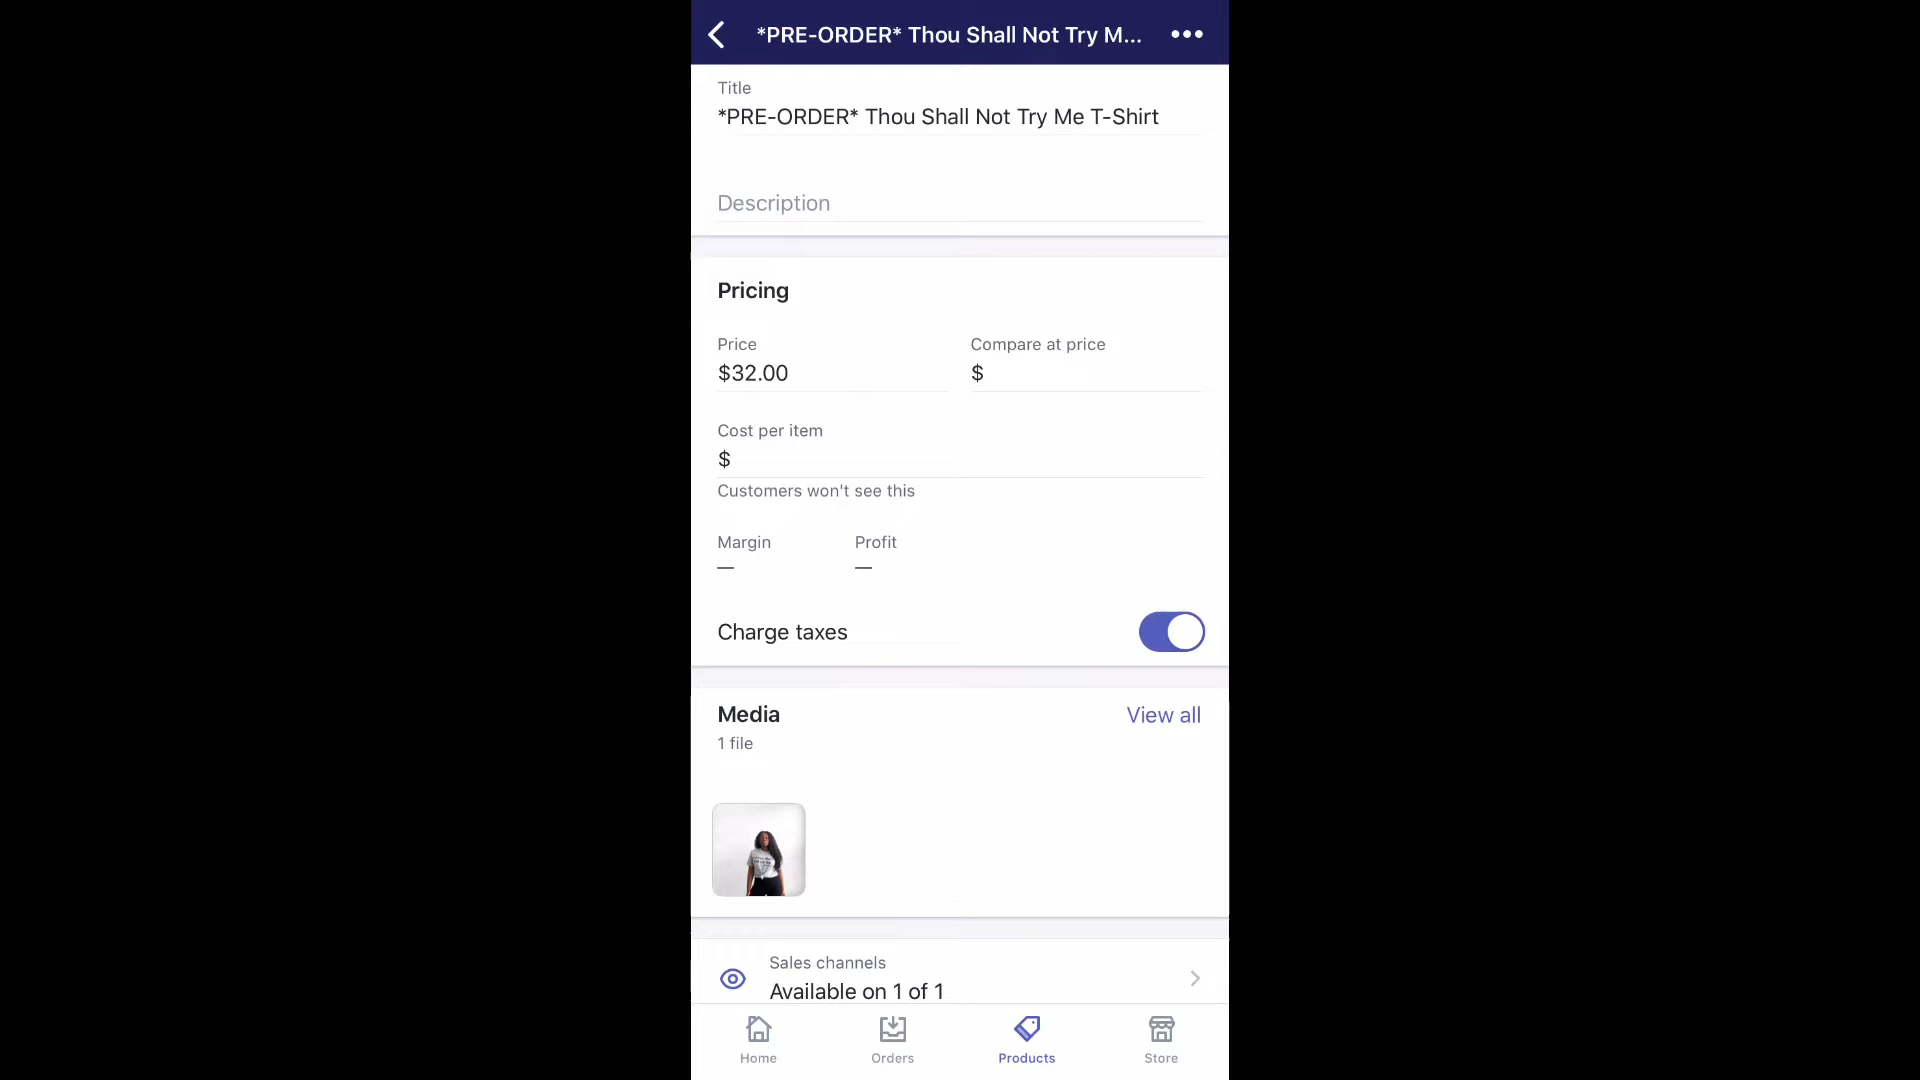 *PRE-ORDER* Thou Shall Not Try M...
Title
*PRE-ORDER* Thou Shall Not Try Me T-Shirt
Description
Pricing
Price
Compare at price
$32.00
$
Cost per item
$
Customers won't see this
Margin
Profit
—
—
Charge taxes
Media
View all
1 file
Sales channels
Available on 1 of 1
Home
Orders
Products
Store